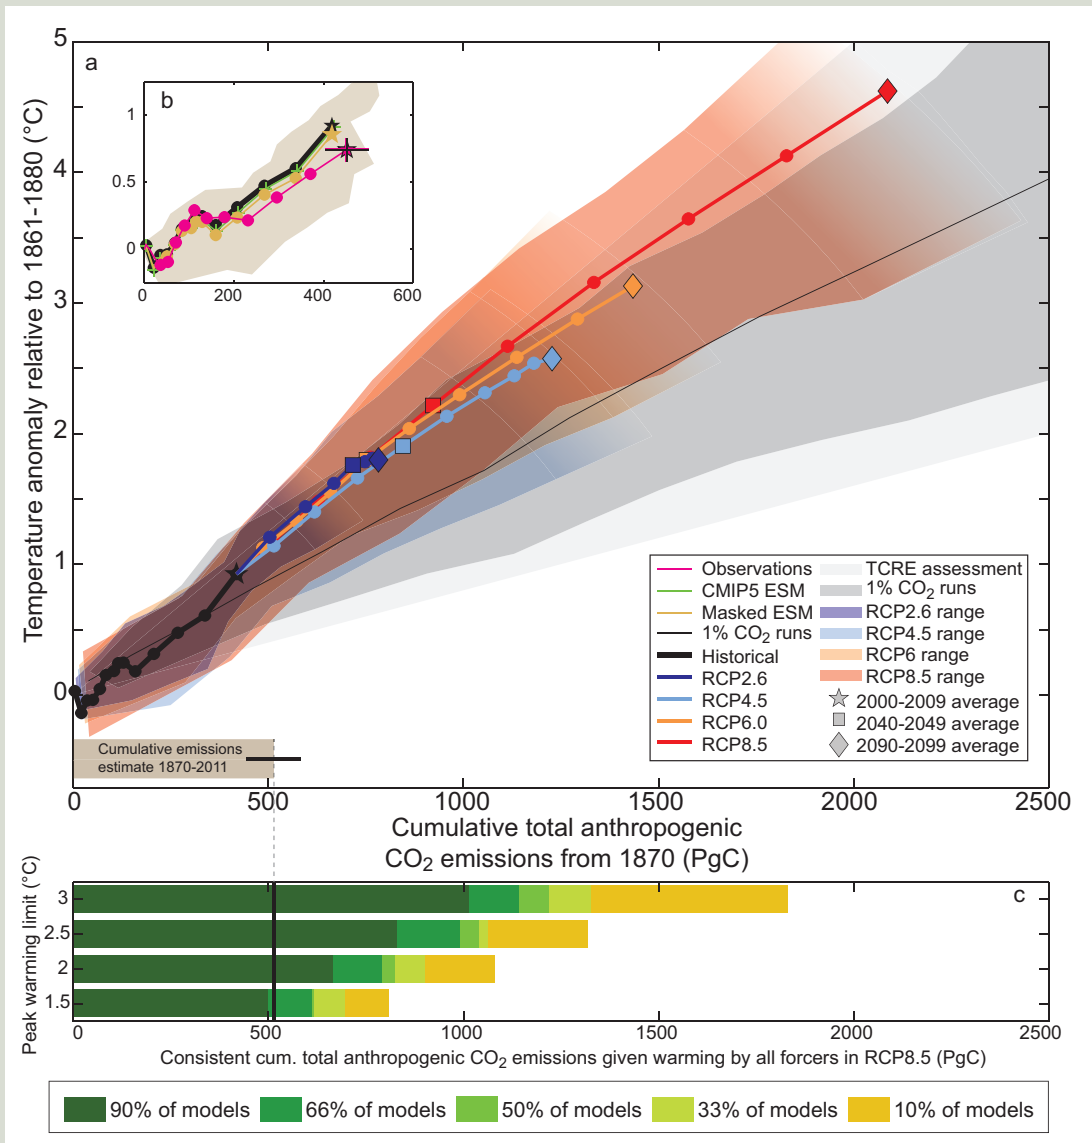 a
b
Temperature anomaly relative to 1861-1880 (°C)
5
4
3
2
1
0
1
0.5
0
0
200
400
600
Observations
CMIP5 ESM
Masked ESM
1% CO2 runs
Historical
RCP2.6
RCP4.5
RCP6.0
RCP8.5
TCRE assessment
1% CO2 runs
RCP2.6 range
RCP4.5 range
RCP6 range
RCP8.5 range
2000-2009 average
2040-2049 average
2090-2099 average
Cumulative emissions
estimate 1870-2011
0
500
1000
1500
2000
2500
Cumulative total anthropogenic
CO2 emissions from 1870 (PgC)
c
Peak warming limit (°C)
3
2.5
2
1.5
0
500
1000
1500
2000
2500
Consistent cum. total anthropogenic CO2 emissions given warming by all forcers in RCP8.5 (PgC)
90% of models
66% of models
50% of models
33% of models
10% of models